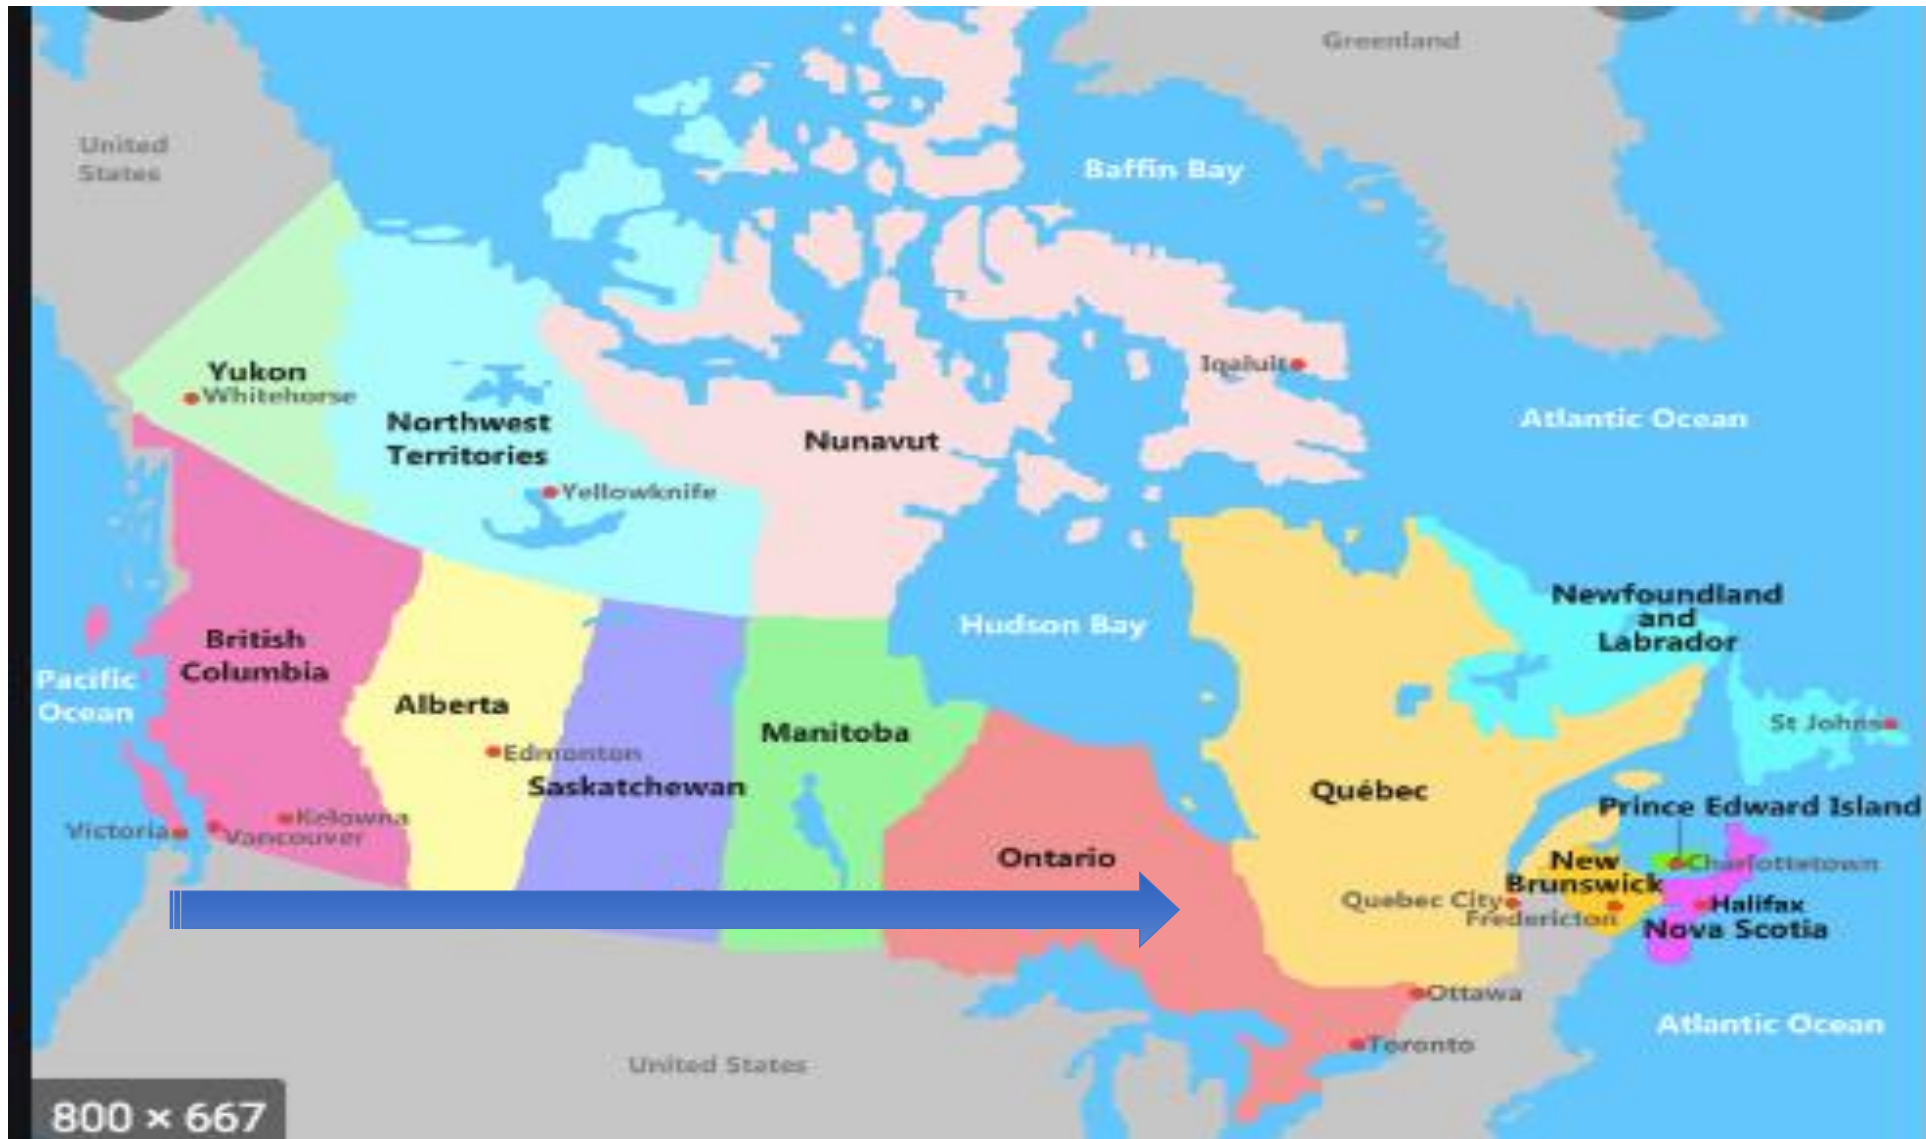 Greenland
United
States
Baffin Bay
Yukon
Whitehorse
Iqaluit
Northwest
Territories
Nunavut
Atlantic Ocean
Yellowknife
Newfoundland
and
Labrador
Hudson Bay
British
Columbia
Pacific
Ocean
Alberta
Manitoba
St Johns
Edmonton
Saskatchewan
Québec
Prince Edward Island
Kelowna
Victoria
Vancouver
Ontario
New
Brunswick
Charlottetown
Quebec City
Fredericton
Halifax
Nova Scotia
Ottawa
Atlantic Ocean
Toronto
United States
800 × 667